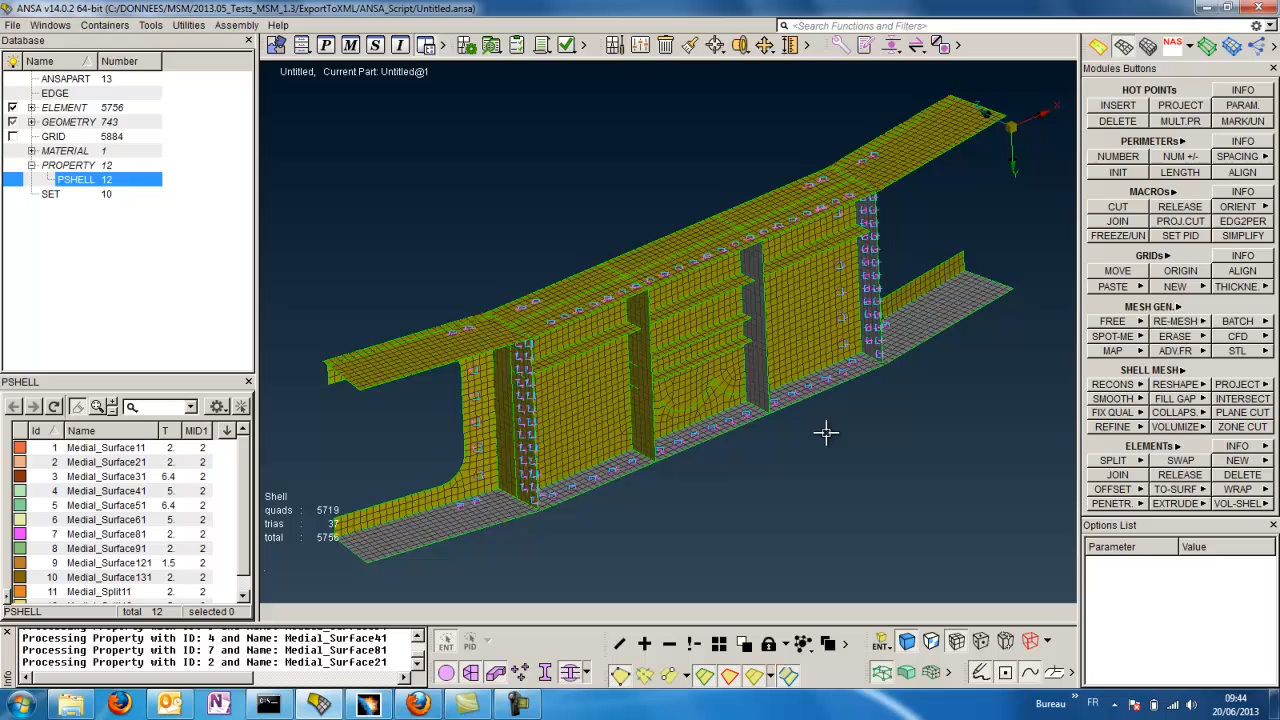 ANSA v14.0.2 64-bit (C:/DONNEES/MSM/2013.05_Tests_MSM_1.3/ExportToXML/ANSA_Script/Untitled.ansa)
File Windows Containers Tools Utilities Assembly Help
<Search Functions and Filters>
P M S I
NAS
Database
Name Number
ANSAPART 13
EDGE
ELEMENT 5756
GEOMETRY 743
GRID 5884
MATERIAL 1
PROPERTY 12
PSHELL 12
SET 10
PSHELL
Id Name T MID1
1 Medial_Surface11 2. 2
2 Medial_Surface21 2. 2
3 Medial_Surface31 6.4 2
4 Medial_Surface41 5. 2
5 Medial_Surface51 6.4 2
6 Medial_Surface61 5. 2
7 Medial_Surface81 2. 2
8 Medial_Surface91 2. 2
9 Medial_Surface121 1.5 2
10 Medial_Surface131 2. 2
11 Medial_Split11 2. 2
PSHELL total 12 selected 0
Untitled, Current Part: Untitled@1
X
Shell
quads : 5719
trias : 37
total : 5756
Modules Buttons
HOT POINTs INFO
INSERT PROJECT PARAM.
DELETE MULT.PR MARK/UN
PERIMETERs INFO
NUMBER NUM +/- SPACING
INIT LENGTH ALIGN
MACROs INFO
CUT RELEASE ORIENT
JOIN PROJ.CUT EDG2PER
FREEZE/UN SET PID SIMPLIFY
GRIDs INFO
MOVE ORIGIN ALIGN
PASTE NEW THICKNE.
MESH GEN. INFO
FREE RE-MESH BATCH
SPOT-ME ERASE CFD
MAP ADV.FR STL
SHELL MESH INFO
RECONS RESHAPE PROJECT
SMOOTH FILL GAP INTERSECT
FIX QUAL COLLAPS. PLANE CUT
REFINE VOLUMIZE ZONE CUT
ELEMENTs INFO
SPLIT SWAP NEW
JOIN RELEASE DELETE
OFFSET TO-SURF WRAP
PENETR. EXTRUDE VOL-SHEL
Options List
Parameter Value
Info
Processing Property with ID: 4 and Name: Medial_Surface41
Processing Property with ID: 7 and Name: Medial_Surface81
Processing Property with ID: 2 and Name: Medial_Surface21
ENT PID
ENT
Bureau » FR
09:44
20/06/2013